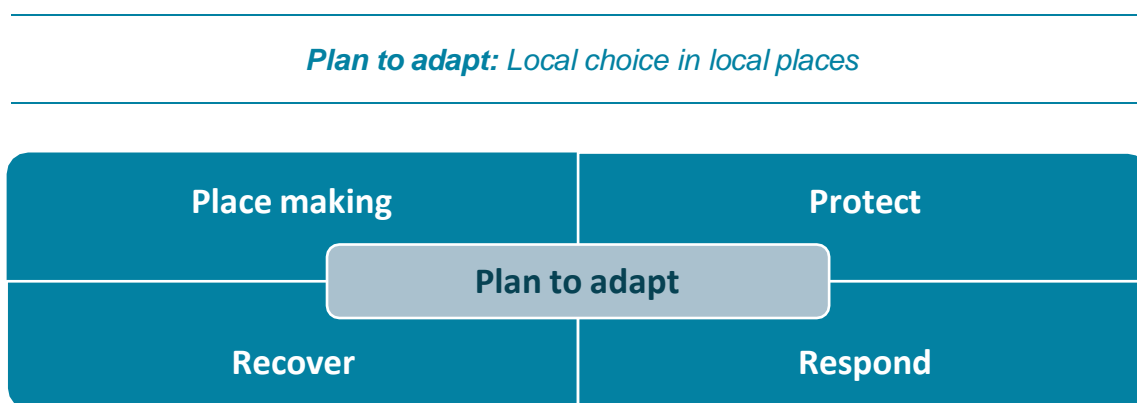 Plan to adapt: Local choice in local places
Place making
Protect
Plan to adapt
Recover
Respond